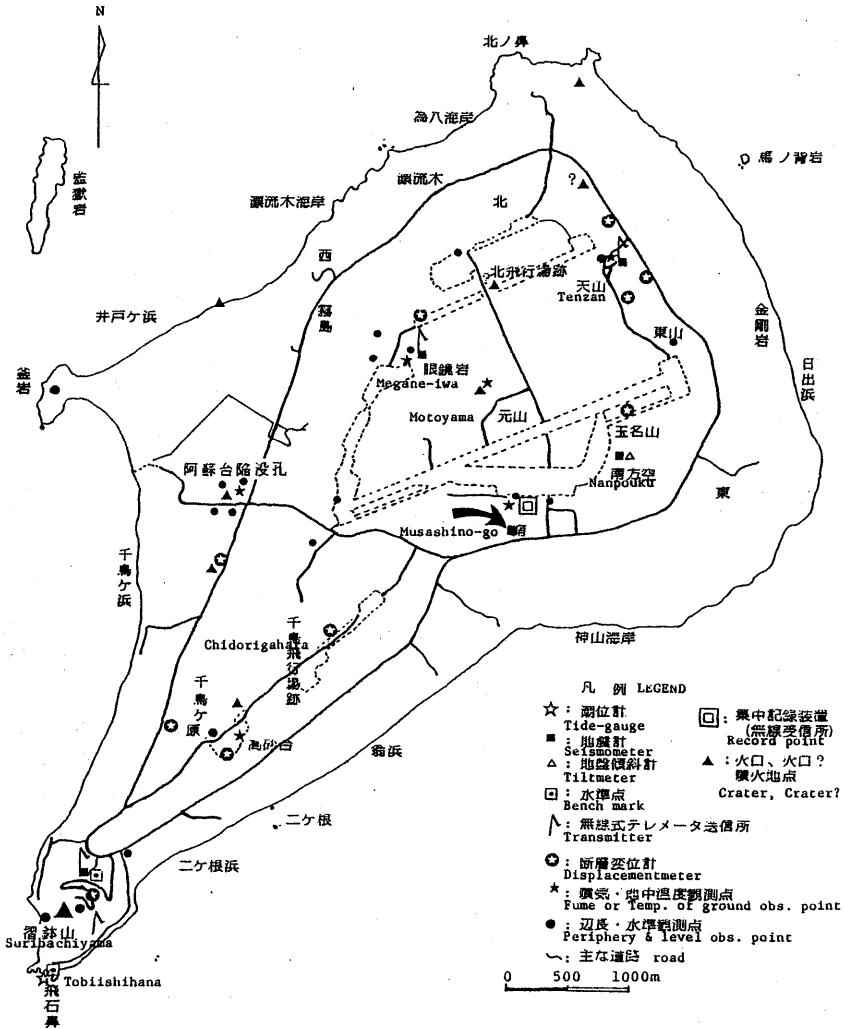 N
北ノ鼻
為八海岸
馬ノ背岩
監獄岩
漂流木
漂流木海岸
北
西
北飛行場跡
天山
Tenzan
井戸ケ浜
金剛岩
東山
日出浜
釜岩
眼鏡岩
Megane-iwa
Motoyama
元山
玉名山
阿蘇台陥没孔
南方空
Nanpouku
東
Musashino-go
千鳥ケ浜
Chidorigahara
千鳥飛行場跡
神山海岸
千鳥ケ原
高砂台
翁浜
二ケ根
二ケ根浜
摺鉢山
Suribachiyama
Tobiishihana
飛石鼻
凡 例 LEGEND
: 潮位計
Tide-gauge
: 地震計
Seismometer
: 地盤傾斜計
Tiltmeter
: 水準点
Bench mark
: 無線式テレメータ送信所
Transmitter
: 断層変位計
Displacementmeter
: 噴気・地中温度観測点
Fume or Temp. of ground obs. point
: 辺長・水準観測点
Periphery & level obs. point
: 主な道路 road
: 集中記録装置
(無線受信所)
Record point
: 火口、火口?
噴火地点
Crater, Crater?
?
?
0 500 1000m